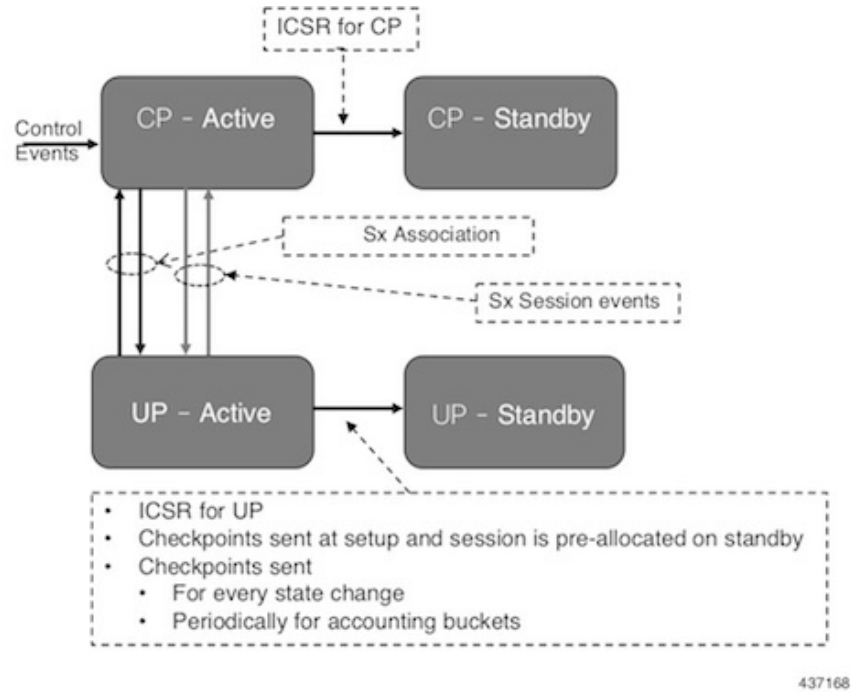 ICSR for CP
CP - Active
CP - Standby
Control
Events
Sx Association
Sx Session events
UP - Active
UP - Standby
• ICSR for UP
• Checkpoints sent at setup and session is pre-allocated on standby
• Checkpoints sent
• For every state change
• Periodically for accounting buckets
437168